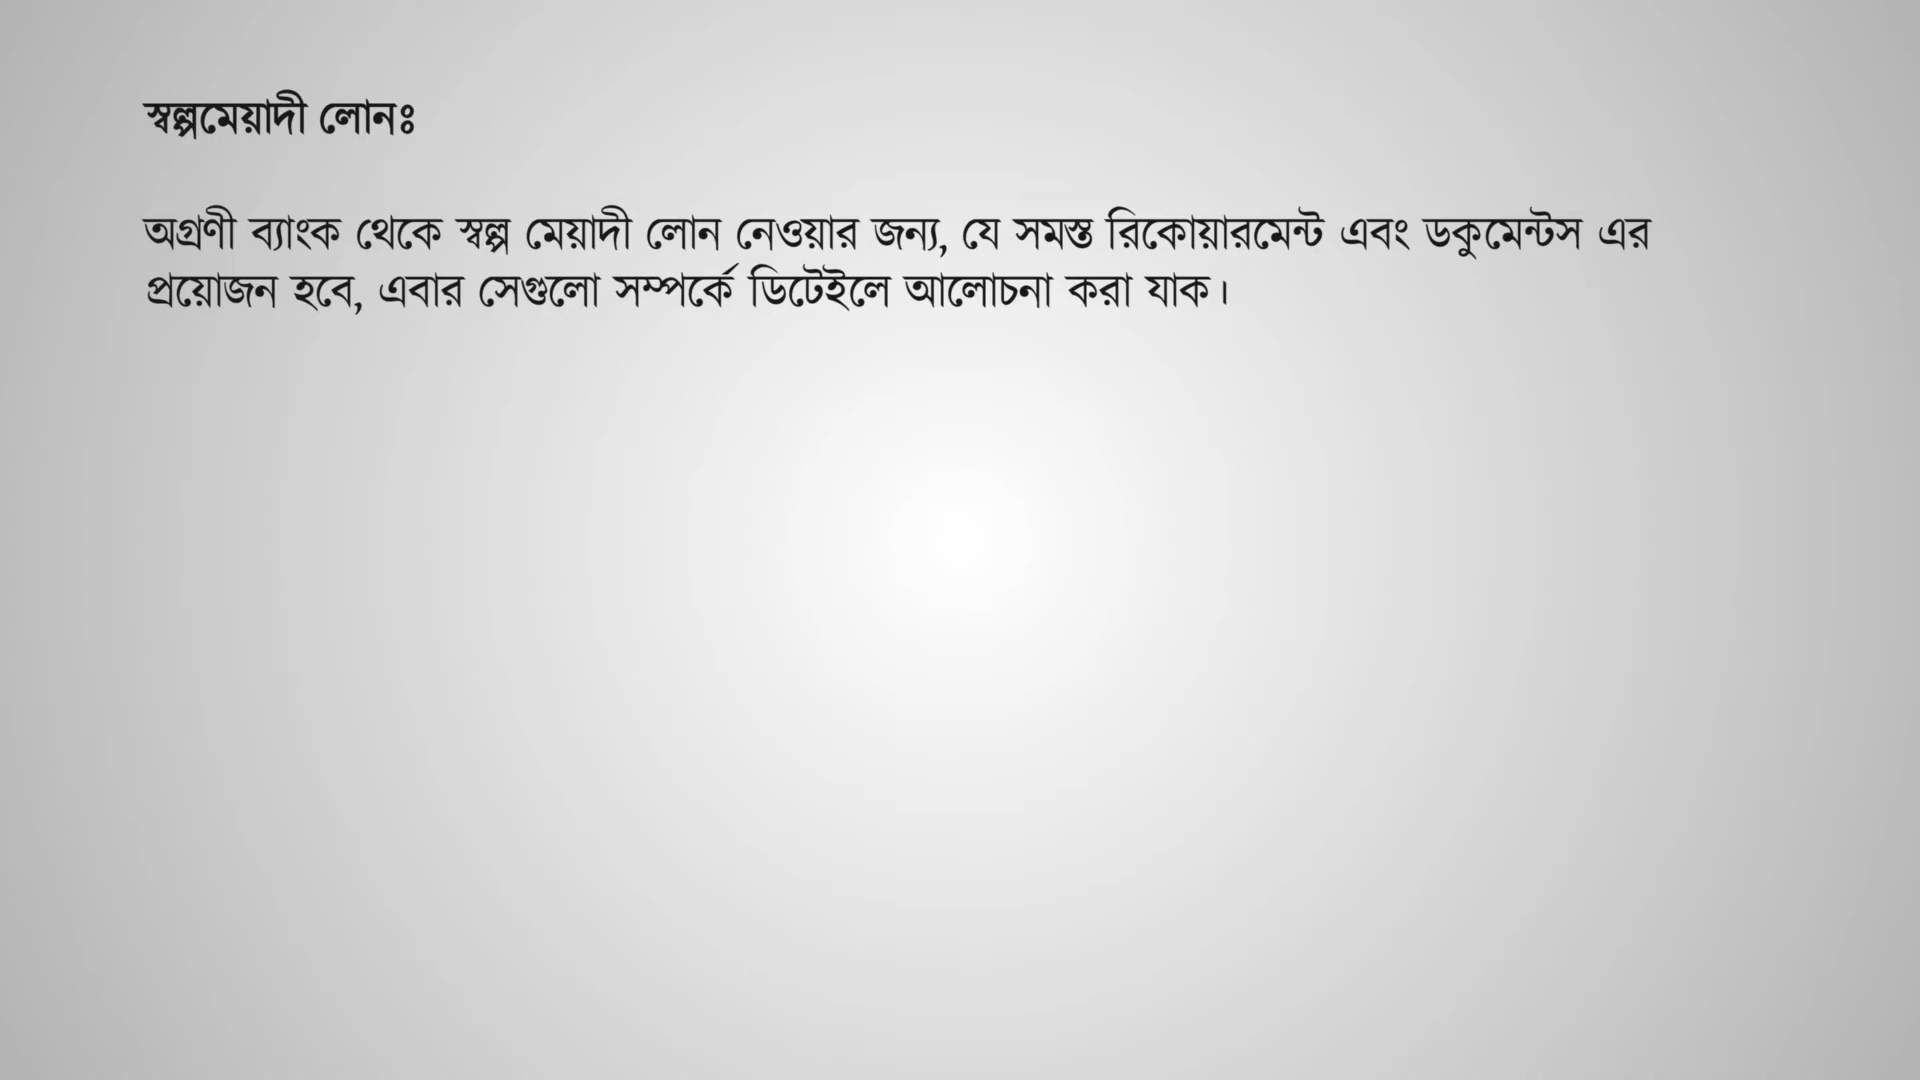 স্বল্পমেয়াদী লোনঃ
অগ্রণী ব্যাংক থেকে স্বল্প মেয়াদী লোন নেওয়ার জন্য, যে সমস্ত রিকোয়ারমেন্ট এবং ডকুমেন্টস এর
প্রয়োজন হবে, এবার সেগুলো সম্পর্কে ডিটেইলে আলোচনা করা যাক।